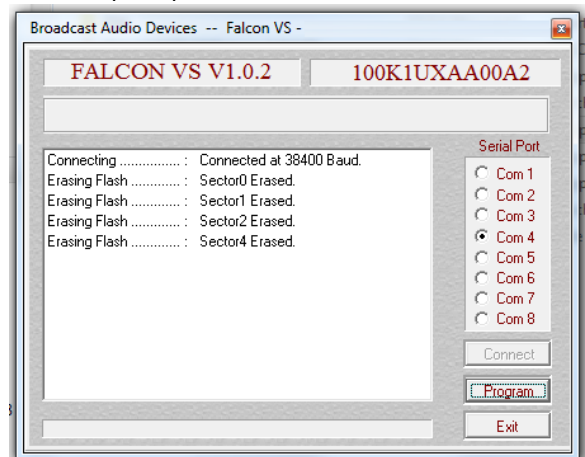 Broadcast Audio Devices -- Falcon VS -
FALCON VS V1.0.2
100K1UXAA00A2
Serial Port
Connecting ............... : Connected at 38400 Baud.
Erasing Flash ............ : Sector0 Erased.
Erasing Flash ............ : Sector1 Erased.
Erasing Flash ............ : Sector2 Erased.
Erasing Flash ............ : Sector4 Erased.
Com 1
Com 2
Com 3
Com 4
Com 5
Com 6
Com 7
Com 8
Connect
Program
Exit